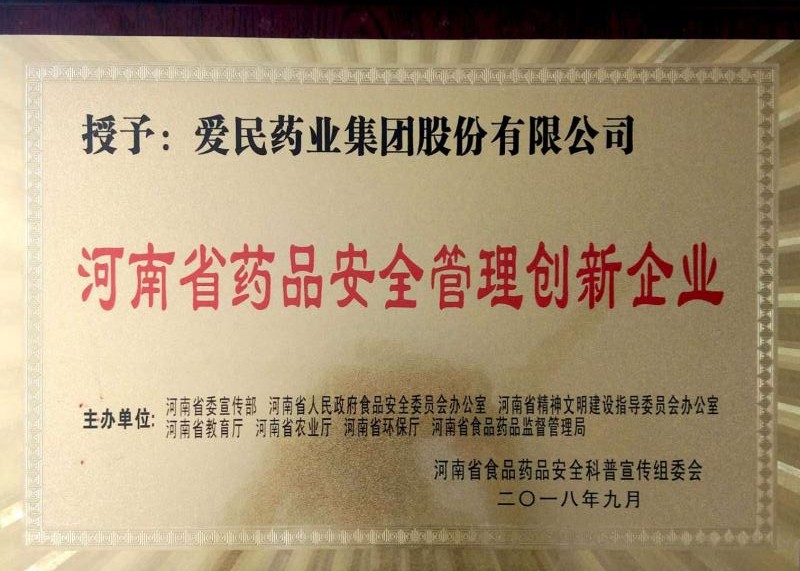 授予：爱民药业集团股份有限公司
河南省药品安全管理创新企业
主办单位：河南省委宣传部 河南省人民政府食品安全委员会办公室 河南省精神文明建设指导委员会办公室
河南省教育厅 河南省农业厅 河南省环保厅 河南省食品药品监督管理局
河南省食品药品安全科普宣传组委会
二〇一八年九月